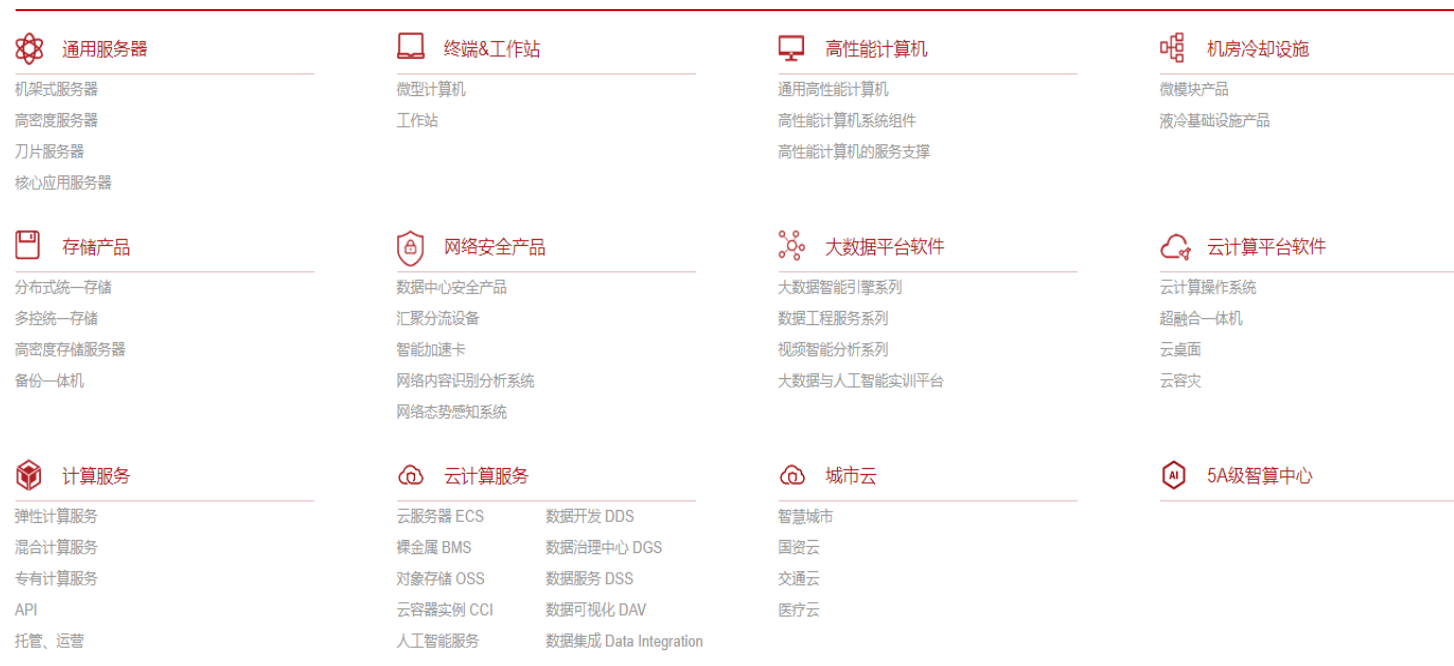 通用服务器
机架式服务器
高密度服务器
刀片服务器
核心应用服务器
终端&工作站
微型计算机
工作站
高性能计算机
通用高性能计算机
高性能计算机系统组件
高性能计算机的服务支撑
机房冷却设施
微模块产品
液冷基础设施产品
存储产品
分布式统一存储
多控统一存储
高密度存储服务器
备份一体机
网络安全产品
数据中心安全产品
汇聚分流设备
智能加速卡
网络内容识别分析系统
网络态势感知系统
大数据平台软件
大数据智能引擎系列
数据工程服务系列
视频智能分析系列
大数据与人工智能实训平台
云计算平台软件
云计算操作系统
超融合一体机
云桌面
云容灾
计算服务
弹性计算服务
混合计算服务
专有计算服务
API
托管、运营
云计算服务
云服务器 ECS
裸金属 BMS
对象存储 OSS
云容器实例 CCI
人工智能服务
数据开发 DDS
数据治理中心 DGS
数据服务 DSS
数据可视化 DAV
数据集成 Data Integration
城市云
智慧城市
国资云
交通云
医疗云
AI
5A级智算中心